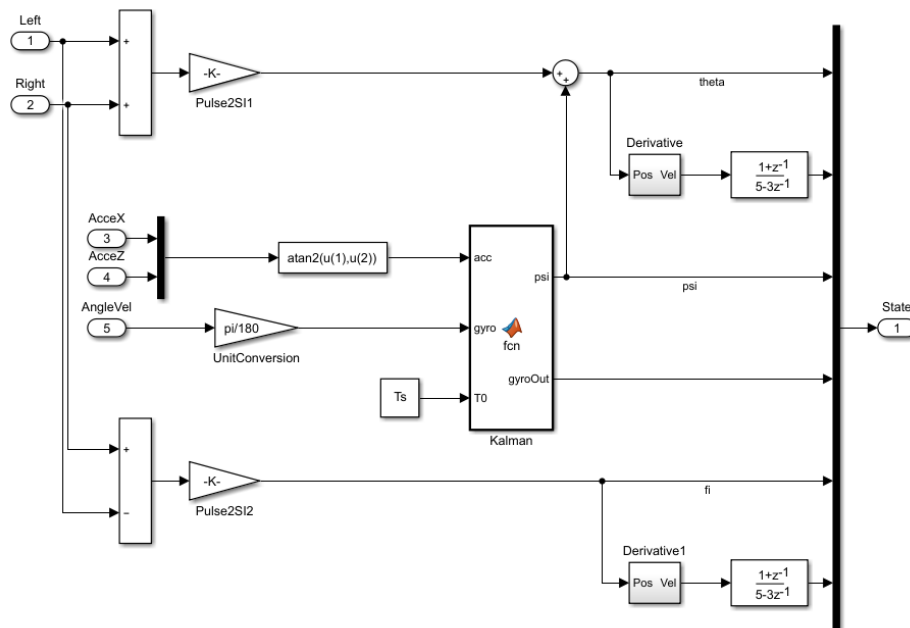 Left
1
+
-K-
Pulse2SI1
+
+
theta
Right
2
+
Derivative
Pos Vel
1+z-1
5-3z-1
AcceX
3
AcceZ
4
atan2(u(1),u(2))
acc
psi
psi
AngleVel
5
pi/180
UnitConversion
gyro
fcn
State
1
gyroOut
Ts
T0
Kalman
+
-K-
Pulse2SI2
fi
−
Derivative1
Pos Vel
1+z-1
5-3z-1